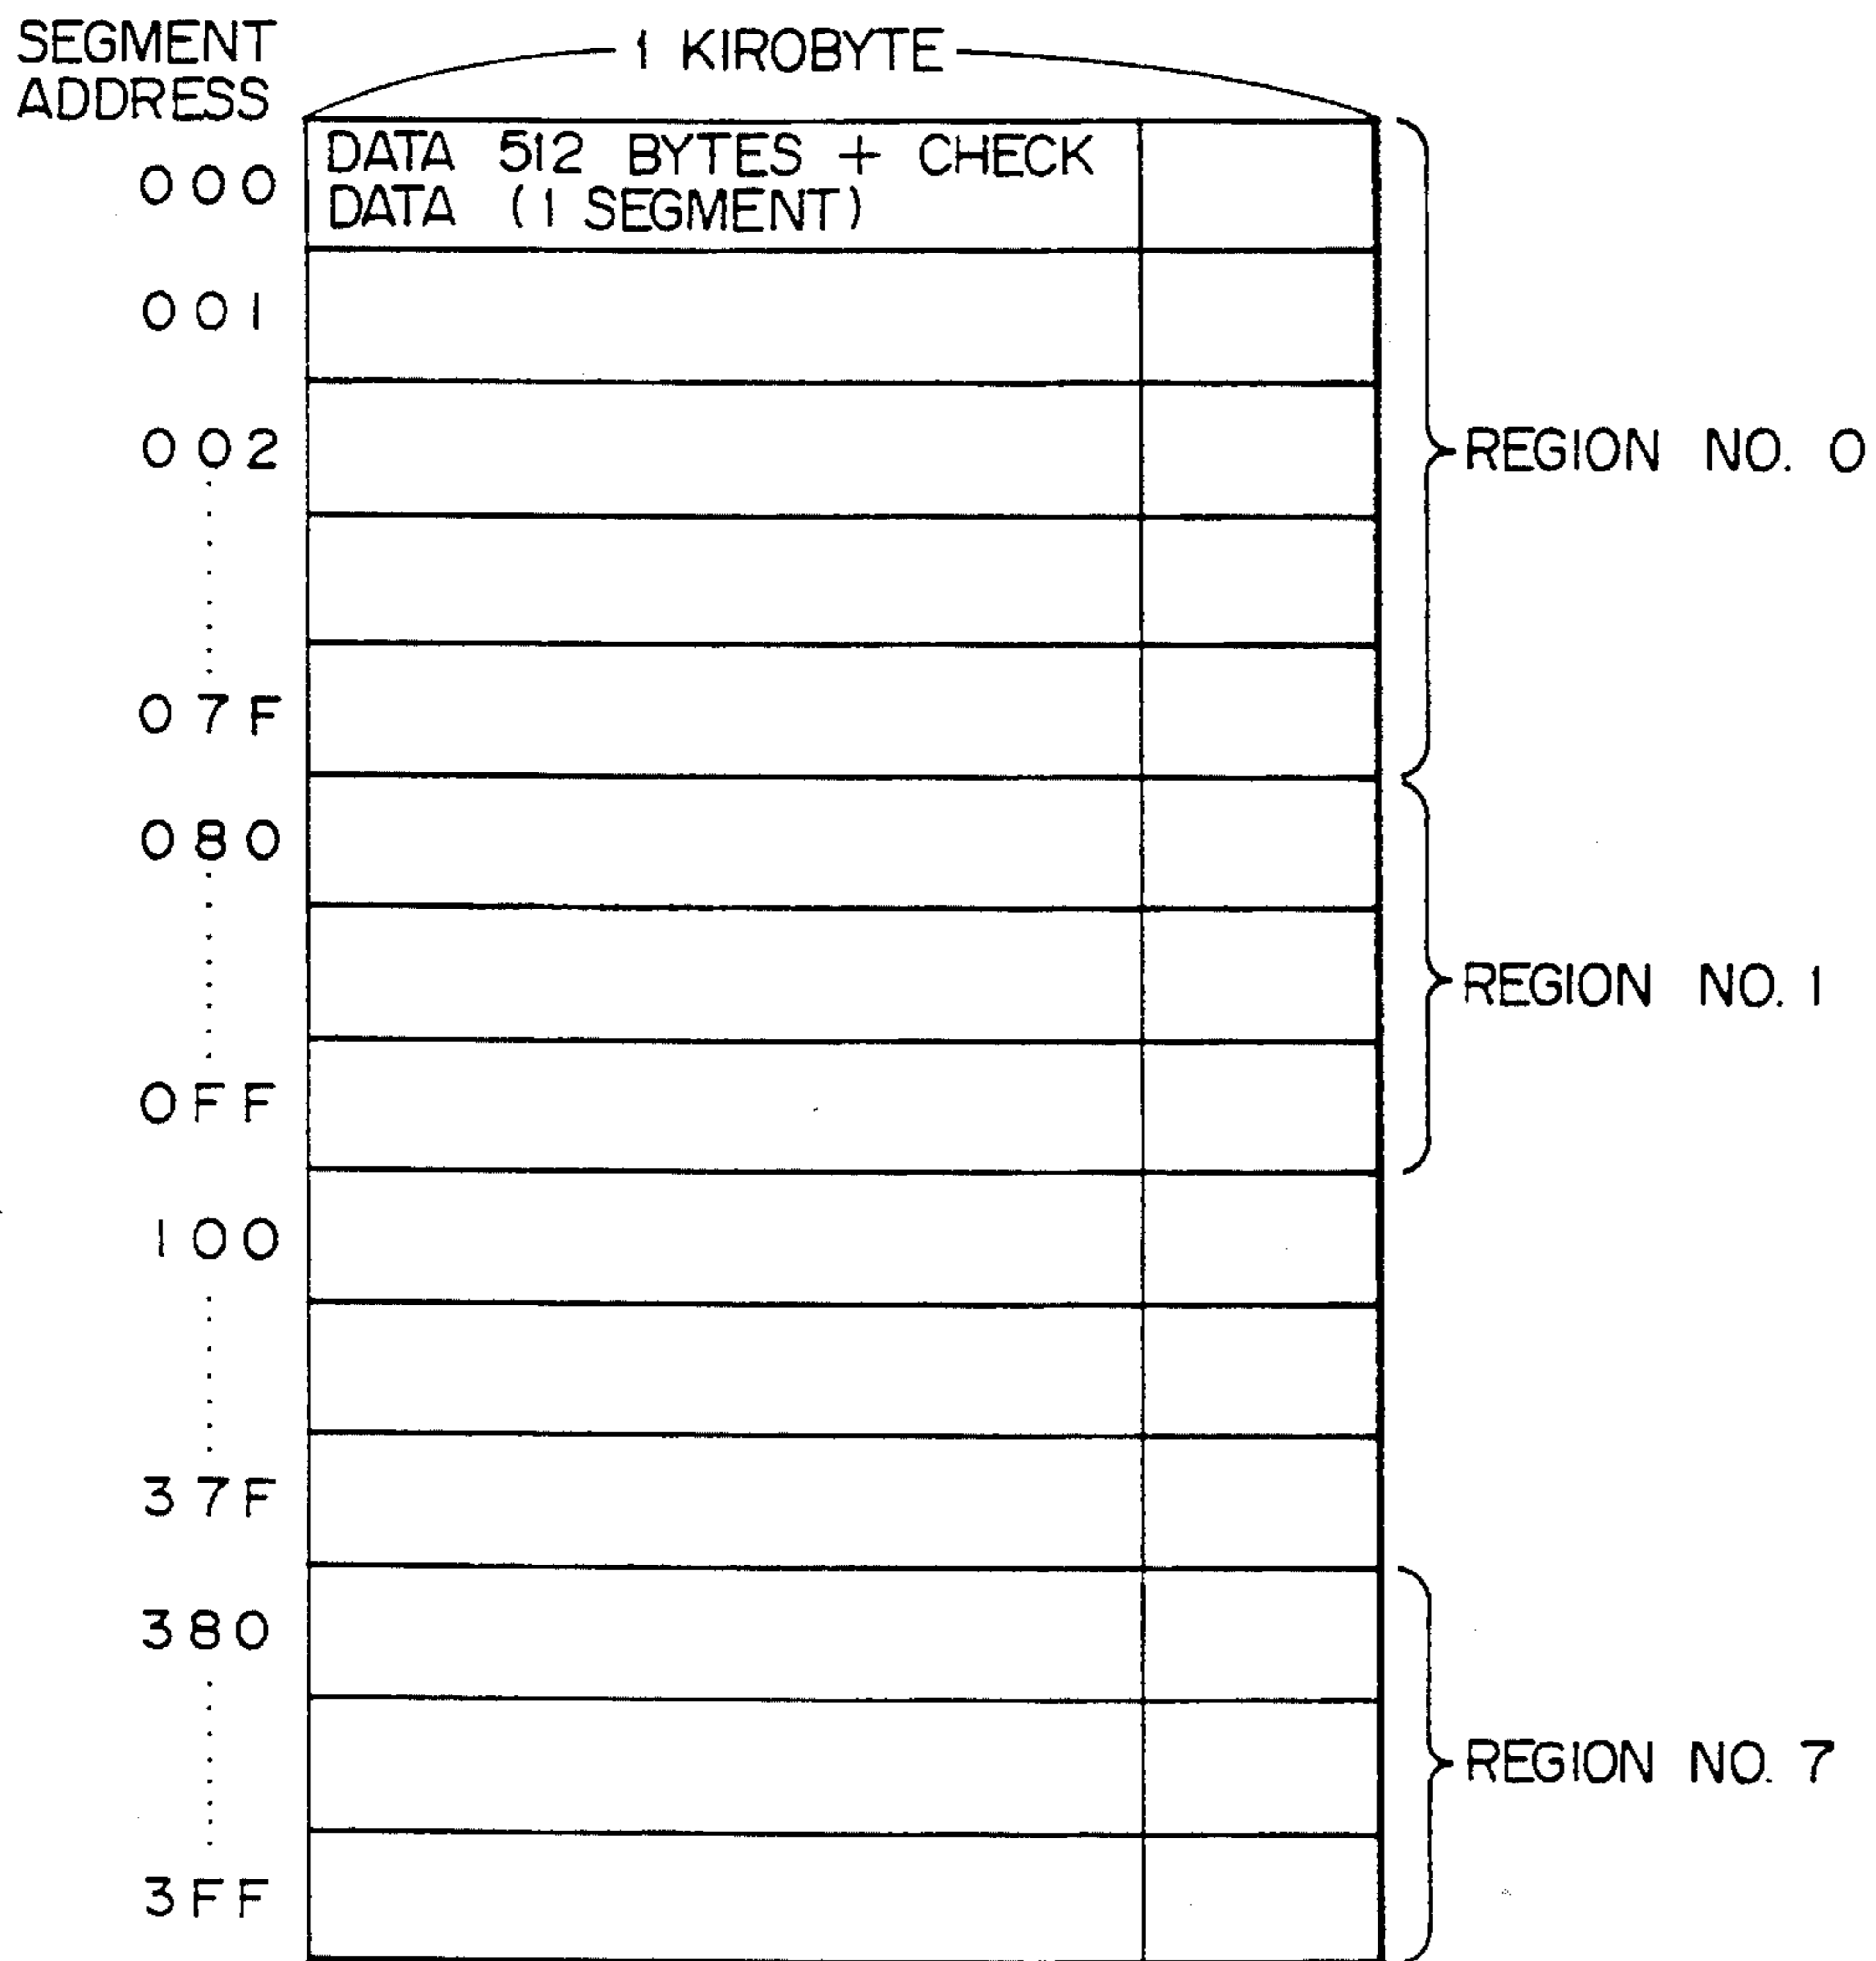 SEGMENT
ADDRESS
1 KIROBYTE
000
DATA 512 BYTES + CHECK
DATA (1 SEGMENT)
001
002
REGION NO. 0
07F
080
REGION NO. 1
0FF
100
37F
380
REGION NO. 7
3FF